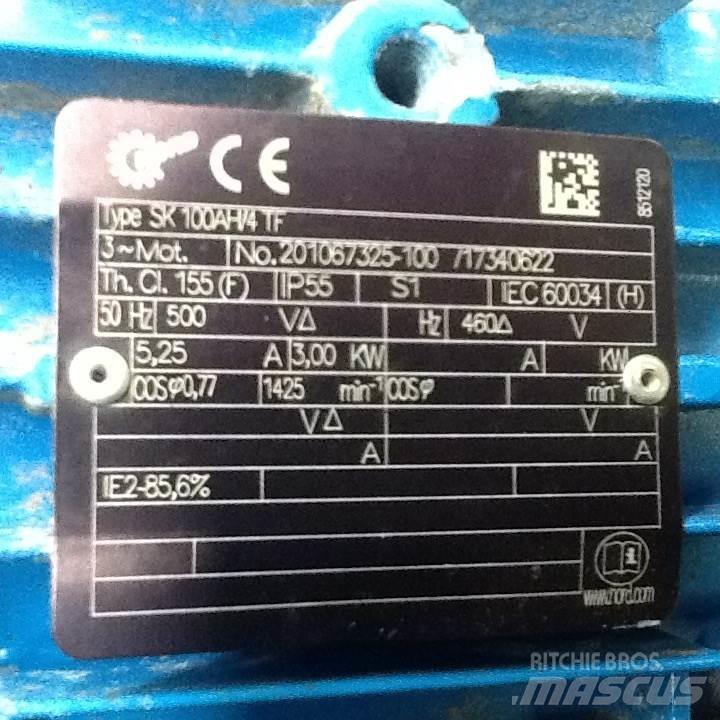 CE
8512120
Type SK 100AH/4 TF
3~Mot. No. 201067325-100 /17340622
Th. Cl. 155 (F) IP55 S1 IEC 60034 (H)
50 Hz 500 VΔ Hz 460Δ V
5,25 A 3,00 KW A KW
COSφ0,77 1425 min⁻¹ COSφ min⁻¹
VΔ V
A A
IE2-85,6%
www.nord.com
RITCHIE BROS.
MASCUS